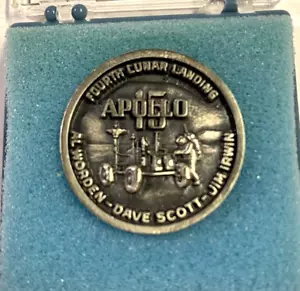 FOURTH LUNAR LANDING
APOLLO
15
AL WORDEN - DAVE SCOTT - JIM IRWIN